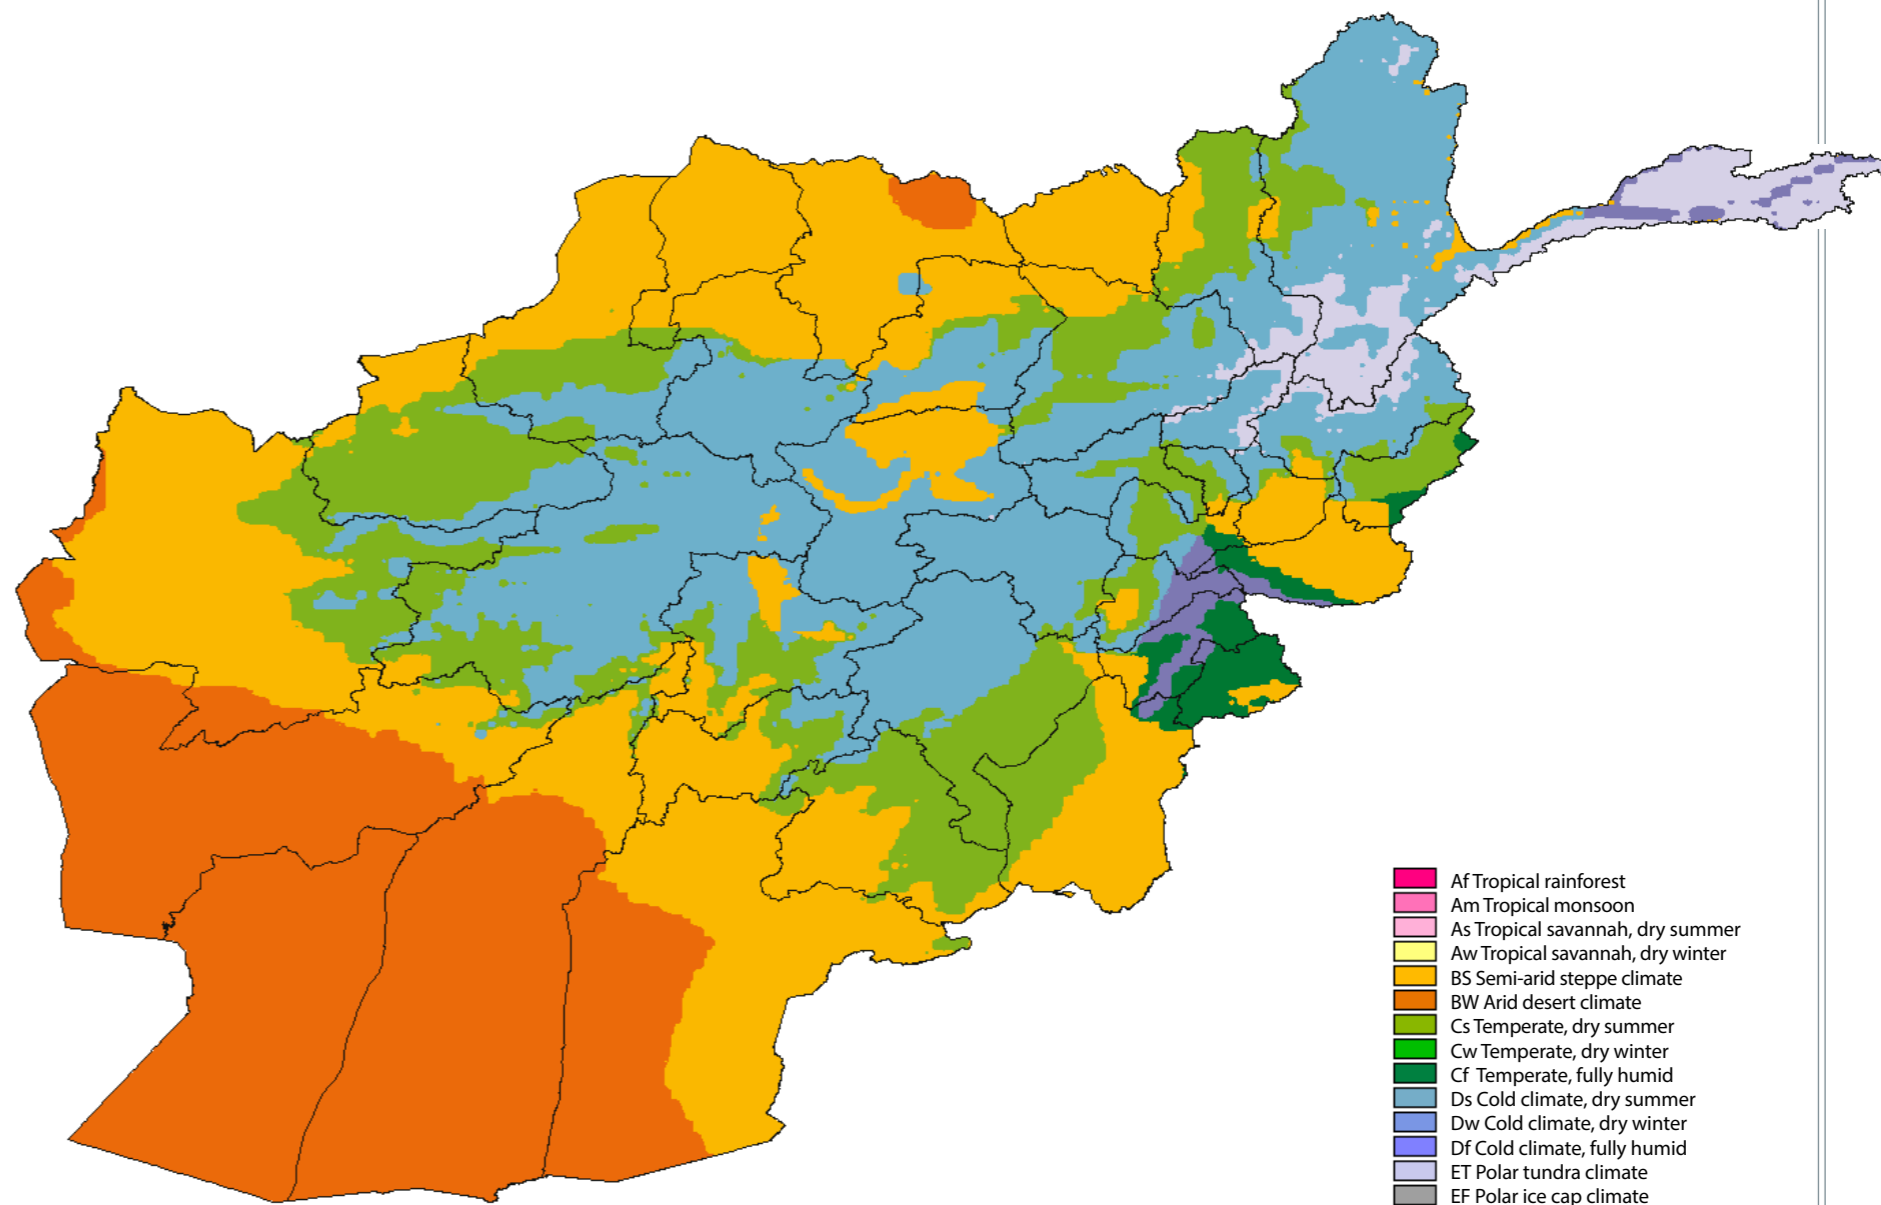 Af Tropical rainforest
Am Tropical monsoon
As Tropical savannah, dry summer
Aw Tropical savannah, dry winter
BS Semi-arid steppe climate
BW Arid desert climate
Cs Temperate, dry summer
Cw Temperate, dry winter
Cf Temperate, fully humid
Ds Cold climate, dry summer
Dw Cold climate, dry winter
Df Cold climate, fully humid
ET Polar tundra climate
EF Polar ice cap climate